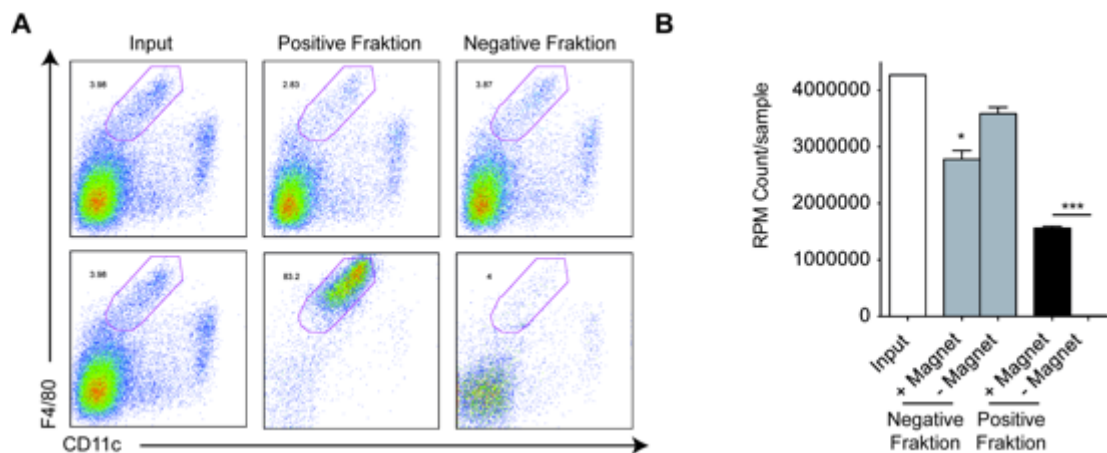 A
Input
Positive Fraktion
Negative Fraktion
3.98
2.83
3.87
3.98
83.2
4
F4/80
CD11c
B
RPM Count/sample
4000000
3000000
2000000
1000000
0
*
***
Input
+ Magnet
- Magnet
+ Magnet
- Magnet
Negative
Fraktion
Positive
Fraktion